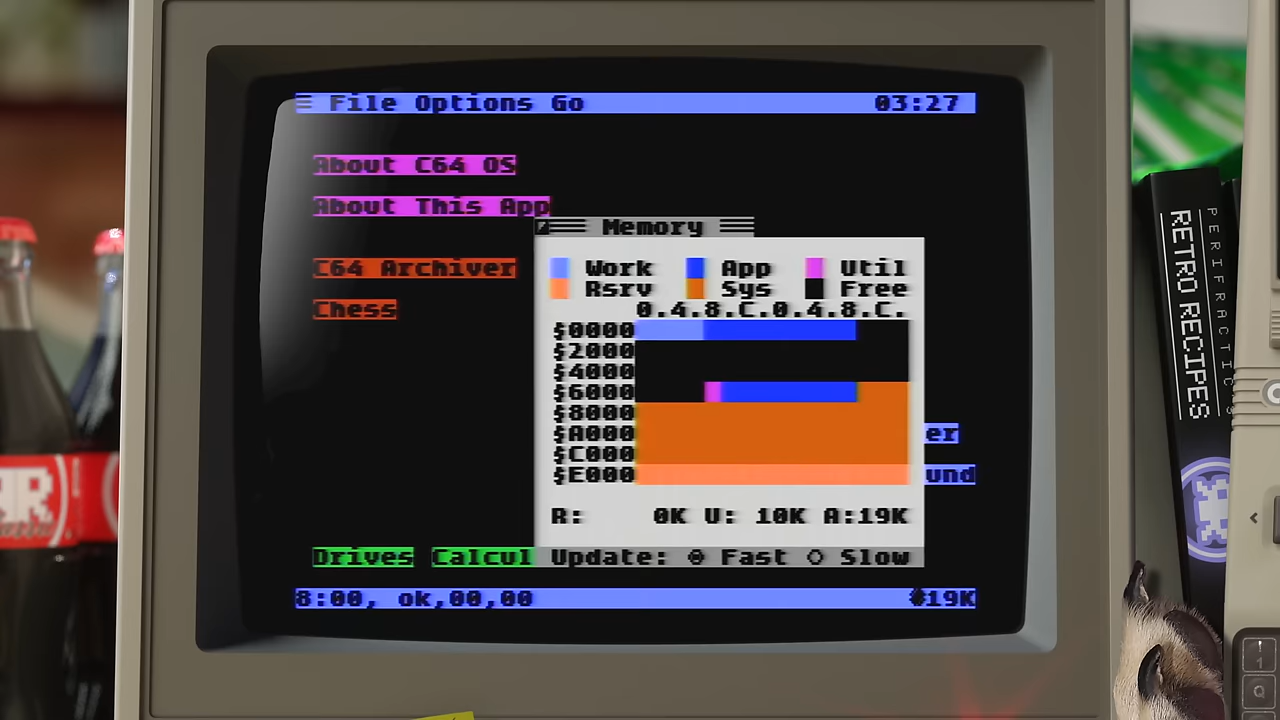 File Options Go 03:27
About C64 OS
About This App
Memory
C64 Archiver
Work App Util
Rsrv Sys Free
Chess
0.4.8.C.0.4.8.C.
$0000
$2000
$4000
$6000
$8000
$A000
er
$C000
$E000
und
R: 0K U: 10K A:19K
Drives Calcul
Update: Fast Slow
8:00, ok,00,00 #19K
RETRO RECIPES
PERIFRACTIC'S
RR
!
1
Q